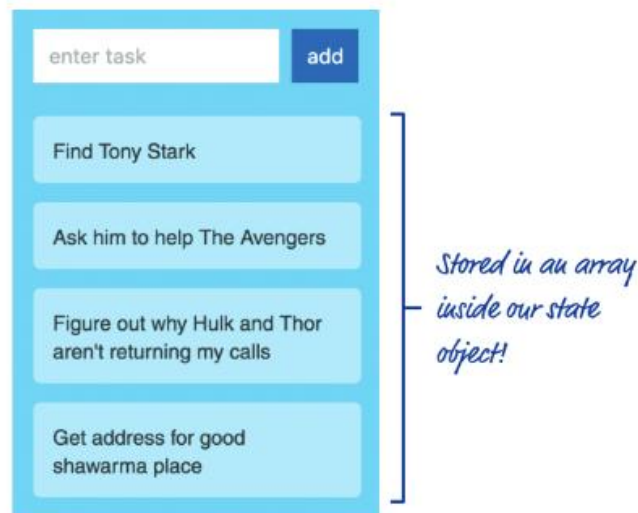 enter task
add
Find Tony Stark
Ask him to help The Avengers
Figure out why Hulk and Thor
aren't returning my calls
Get address for good
shawarma place
Stored in an array
inside our state
object!